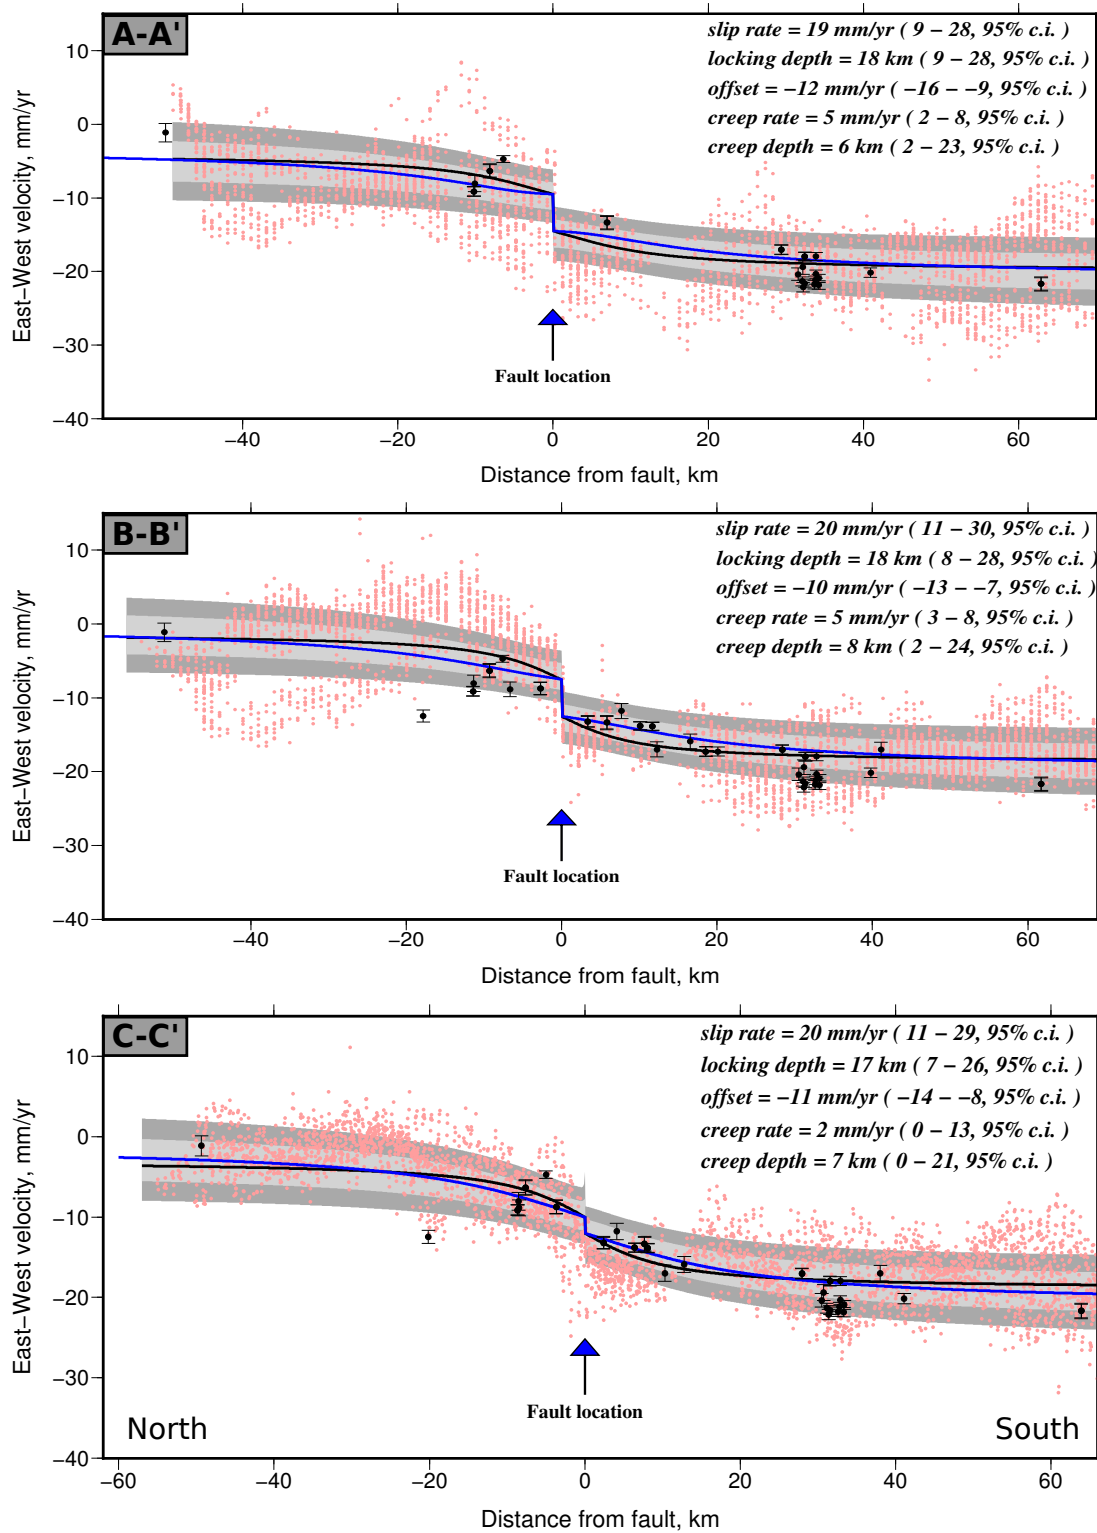 A-A'
slip rate = 19 mm/yr ( 9 − 28, 95% c.i. )
locking depth = 18 km ( 9 − 28, 95% c.i. )
offset = −12 mm/yr ( −16 − −9, 95% c.i. )
creep rate = 5 mm/yr ( 2 − 8, 95% c.i. )
creep depth = 6 km ( 2 − 23, 95% c.i. )
East−West velocity, mm/yr
10
0
−10
−20
−30
−40
Fault location
−40 −20 0 20 40 60
Distance from fault, km
B-B'
slip rate = 20 mm/yr ( 11 − 30, 95% c.i. )
locking depth = 18 km ( 8 − 28, 95% c.i. )
offset = −10 mm/yr ( −13 − −7, 95% c.i. )
creep rate = 5 mm/yr ( 3 − 8, 95% c.i. )
creep depth = 8 km ( 2 − 24, 95% c.i. )
East−West velocity, mm/yr
10
0
−10
−20
−30
−40
Fault location
−40 −20 0 20 40 60
Distance from fault, km
C-C'
slip rate = 20 mm/yr ( 11 − 29, 95% c.i. )
locking depth = 17 km ( 7 − 26, 95% c.i. )
offset = −11 mm/yr ( −14 − −8, 95% c.i. )
creep rate = 2 mm/yr ( 0 − 13, 95% c.i. )
creep depth = 7 km ( 0 − 21, 95% c.i. )
East−West velocity, mm/yr
10
0
−10
−20
−30
−40
Fault location
North South
−60 −40 −20 0 20 40 60
Distance from fault, km